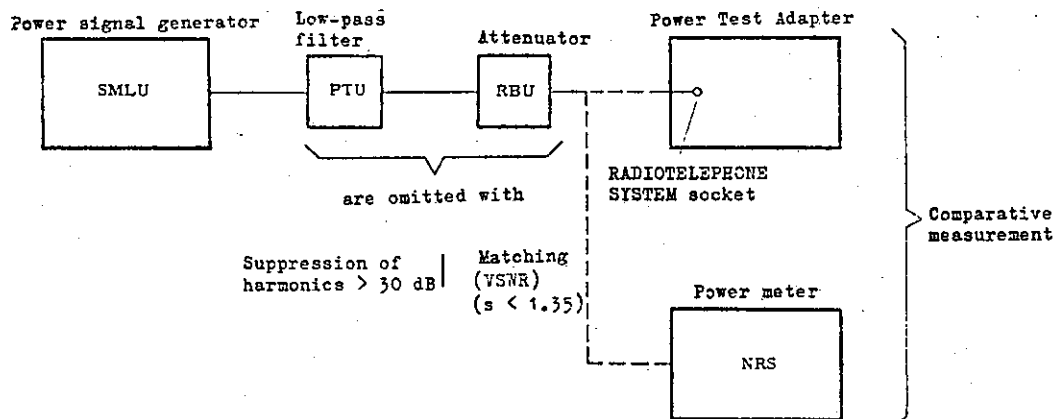 Power signal generator
SMLU
Low-pass
filter
PTU
Attenuator
RBU
Power Test Adapter
RADIOTELEPHONE
SYSTEM socket
are omitted with
Suppression of
harmonics > 30 dB
Matching
(VSWR)
(s < 1.35)
Power meter
NRS
Comparative
measurement